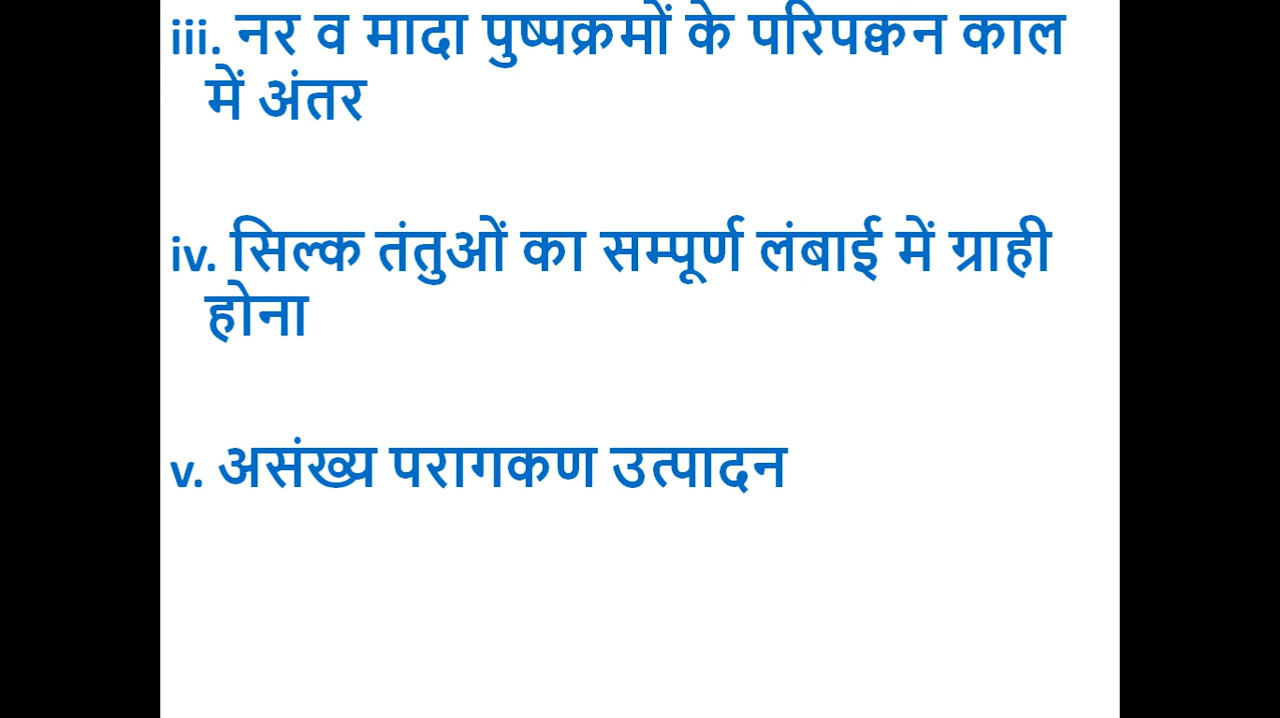 iii. नर व मादा पुष्पक्रमों के परिपक्वन काल
में अंतर
iv. सिल्क तंतुओं का सम्पूर्ण लंबाई में ग्राही
होना
v. असंख्य परागकण उत्पादन